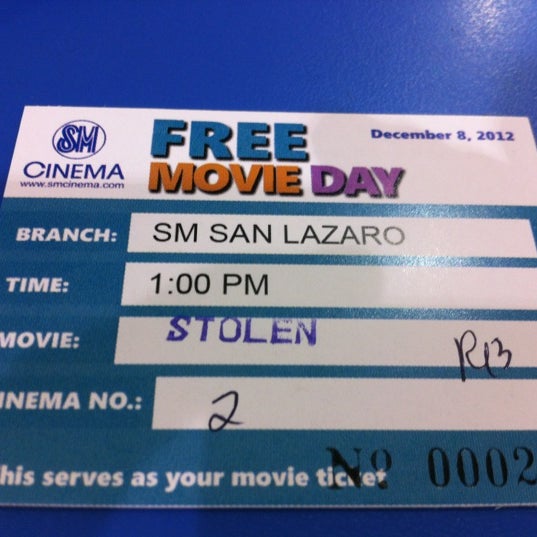 SM
CINEMA
www.smcinema.com
FREE
MOVIE DAY
December 8, 2012
BRANCH: SM SAN LAZARO
TIME: 1:00 PM
MOVIE: STOLEN
INEMA NO.: 2
his serves as your movie ticket
Nº 0002